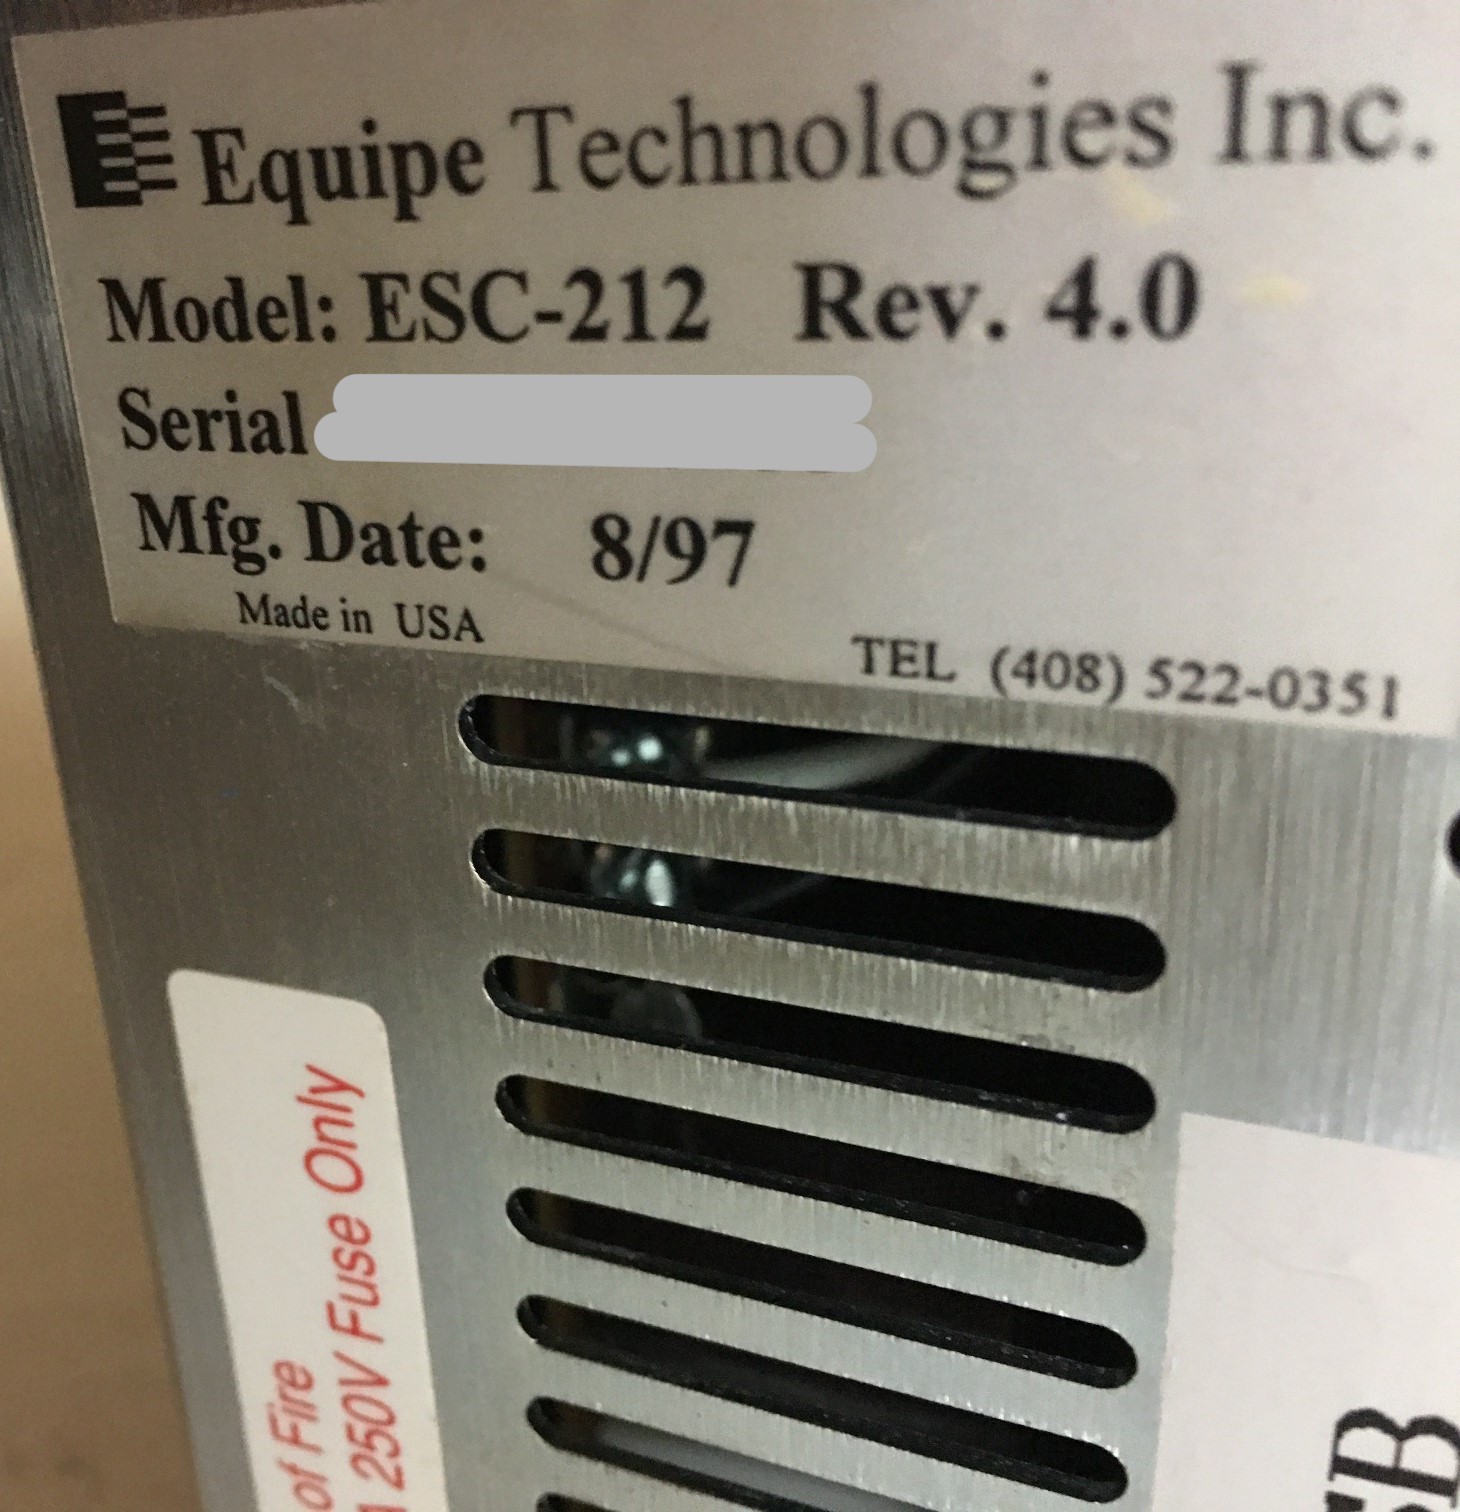 Equipe Technologies Inc.
Model: ESC-212 Rev. 4.0
Serial
Mfg. Date: 8/97
Made in USA
TEL (408) 522-0351
of Fire
250V Fuse Only